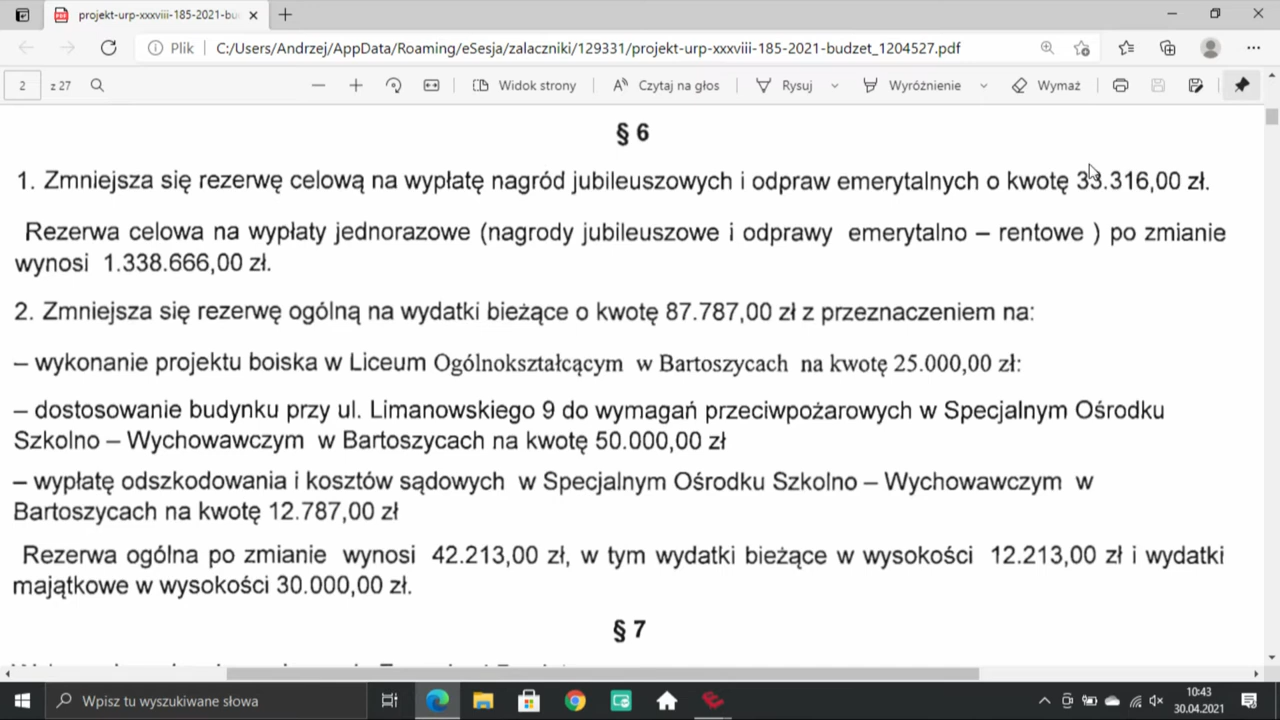 projekt-urp-xxxviii-185-2021-bu
Plik
C:/Users/Andrzej/AppData/Roaming/eSesja/zalaczniki/129331/projekt-urp-xxxviii-185-2021-budzet_1204527.pdf
2 z 27 Widok strony Czytaj na głos Rysuj Wyróżnienie Wymaż
§ 6
1. Zmniejsza się rezerwę celową na wypłatę nagród jubileuszowych i odpraw emerytalnych o kwotę 33.316,00 zł.
Rezerwa celowa na wypłaty jednorazowe (nagrody jubileuszowe i odprawy emerytalno – rentowe ) po zmianie
wynosi 1.338.666,00 zł.
2. Zmniejsza się rezerwę ogólną na wydatki bieżące o kwotę 87.787,00 zł z przeznaczeniem na:
– wykonanie projektu boiska w Liceum Ogólnokształcącym w Bartoszycach na kwotę 25.000,00 zł:
– dostosowanie budynku przy ul. Limanowskiego 9 do wymagań przeciwpożarowych w Specjalnym Ośrodku
Szkolno – Wychowawczym w Bartoszycach na kwotę 50.000,00 zł
– wypłatę odszkodowania i kosztów sądowych w Specjalnym Ośrodku Szkolno – Wychowawczym w
Bartoszycach na kwotę 12.787,00 zł
Rezerwa ogólna po zmianie wynosi 42.213,00 zł, w tym wydatki bieżące w wysokości 12.213,00 zł i wydatki
majątkowe w wysokości 30.000,00 zł.
§ 7
Wpisz tu wyszukiwane słowa
10:43
30.04.2021